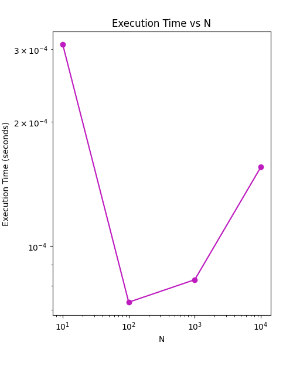 Execution Time vs N
Execution Time (seconds)
3 × 10⁻⁴
2 × 10⁻⁴
10⁻⁴
10¹ 10² 10³ 10⁴
N